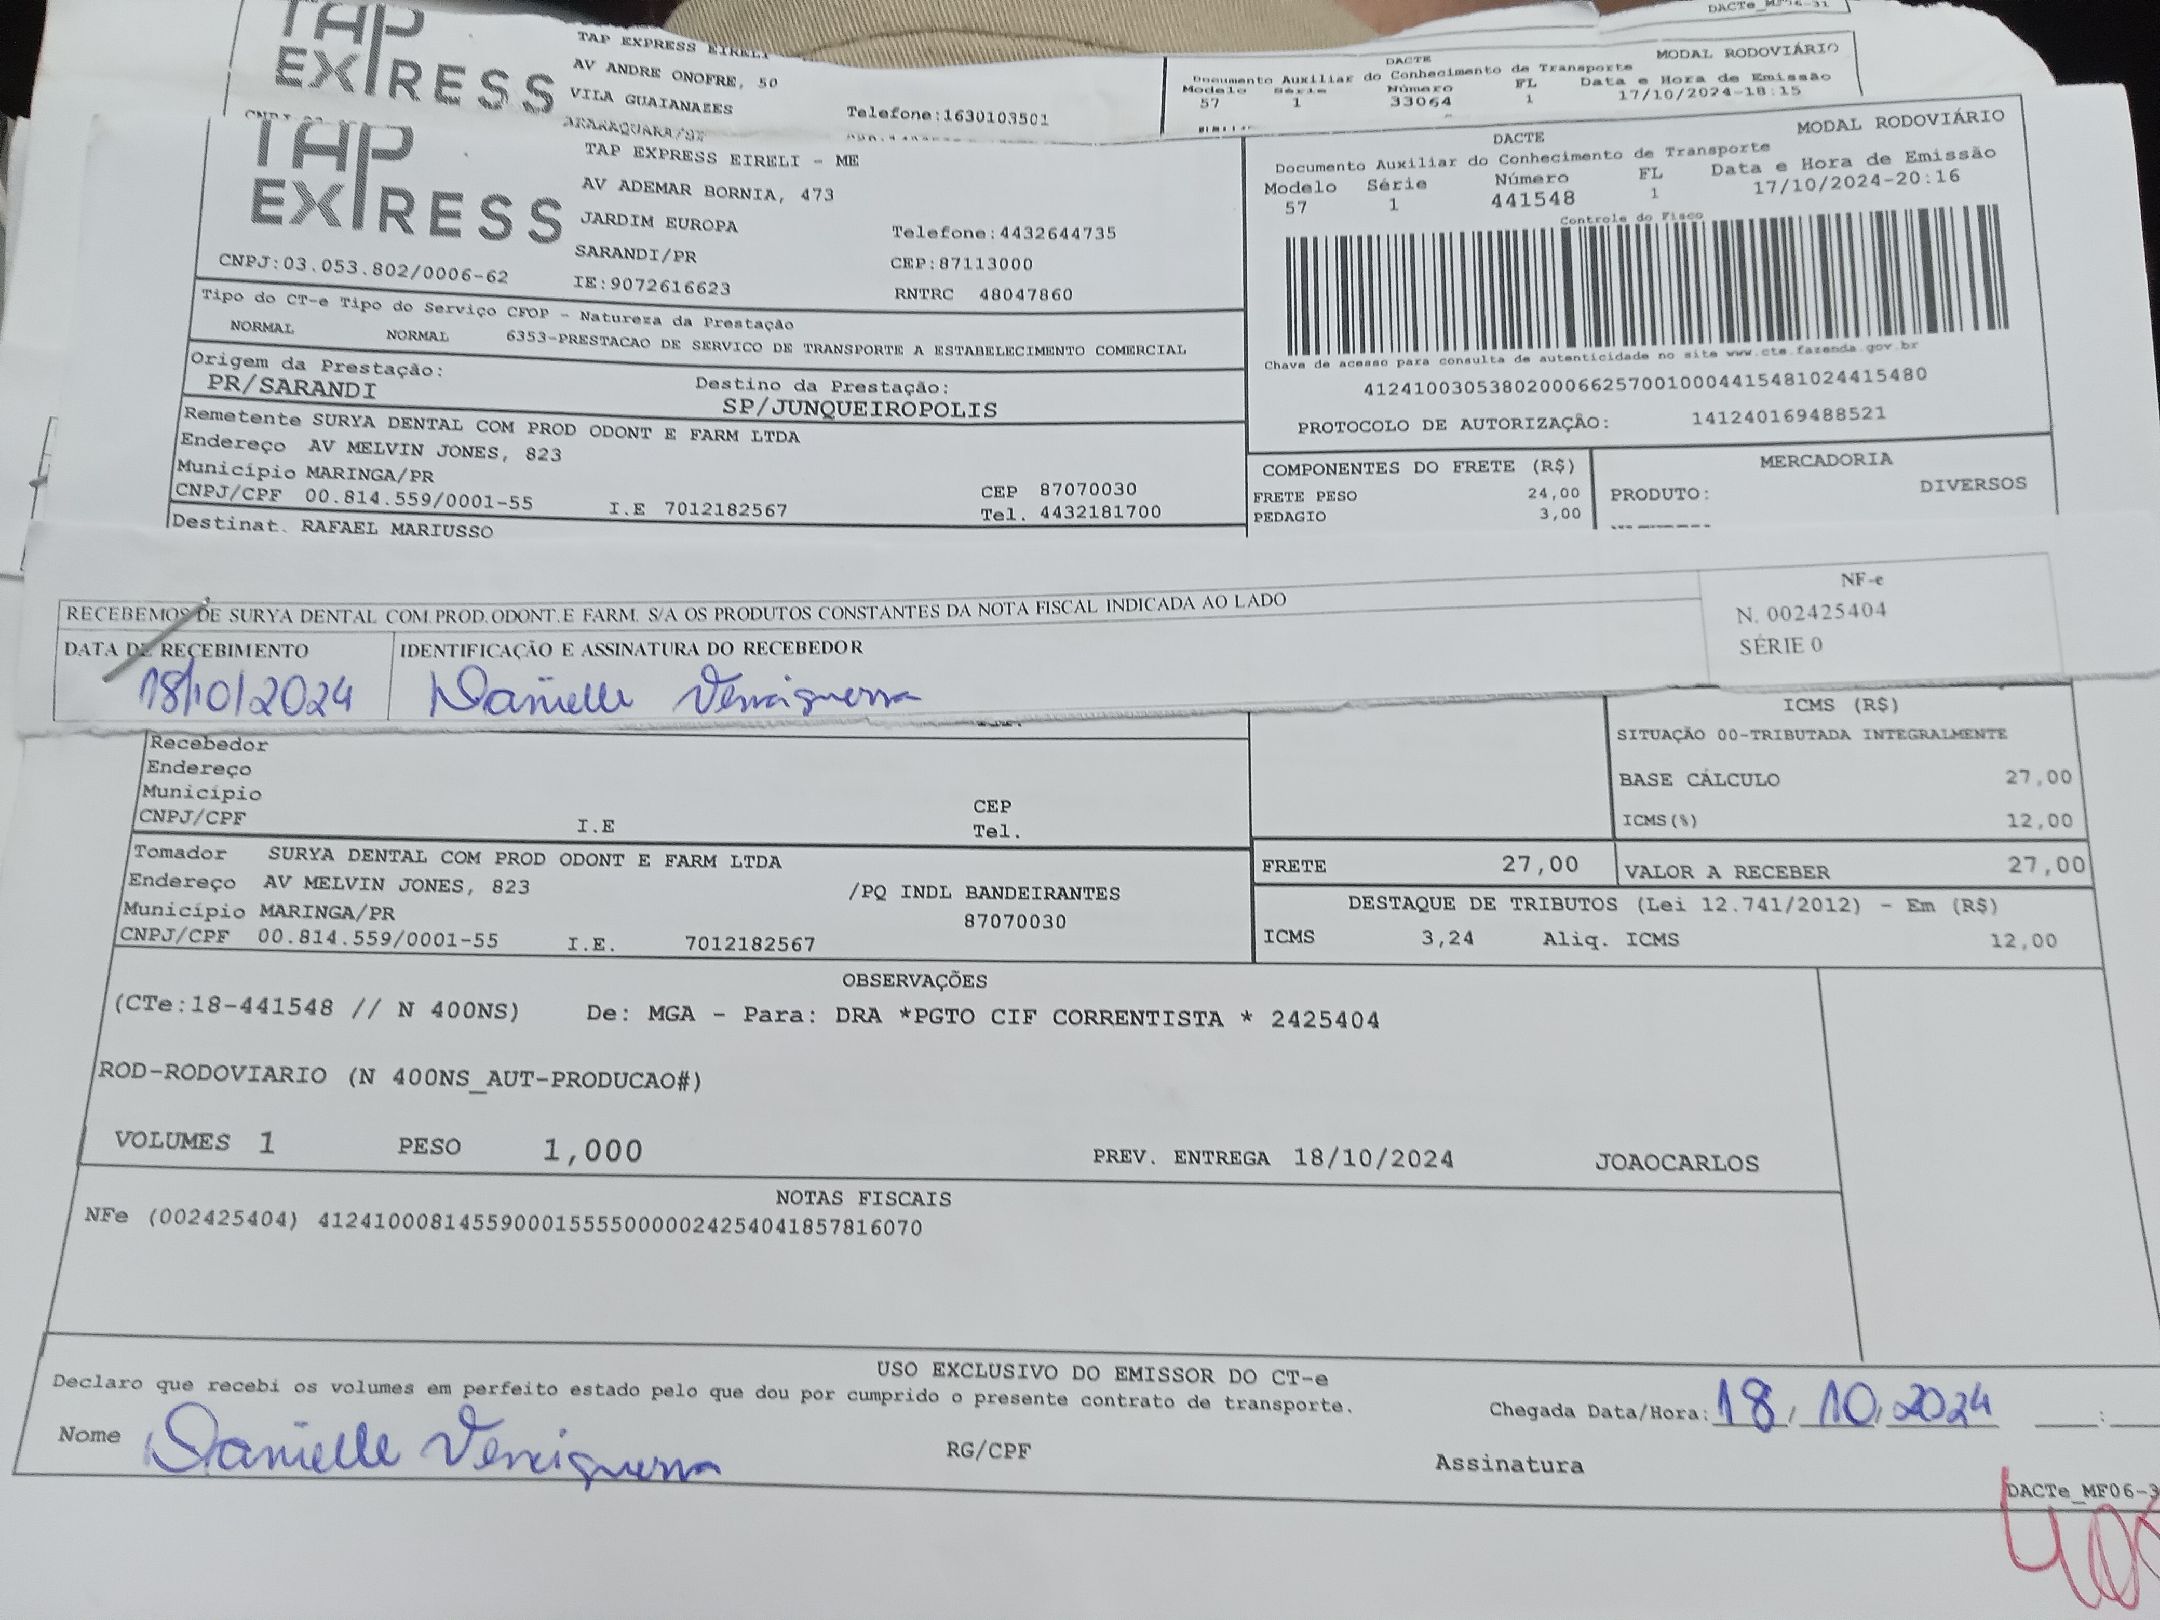 DACTe_MF06-31
TAP EXPRESS
TAP EXPRESS EIRELI
AV ANDRE ONOFRE, 50
VILA GUAIANAZES
ARARAQUARA/SP
Telefone:1630103501
DACTE MODAL RODOVIÁRIO
Documento Auxiliar do Conhecimento de Transporte
Modelo Série Número FL Data e Hora de Emissão
57 1 33064 1 17/10/2024-18:15
TAP EXPRESS
CNPJ:03.053.802/0006-62
TAP EXPRESS EIRELI - ME
AV ADEMAR BORNIA, 473
JARDIM EUROPA
SARANDI/PR
IE:9072616623
Telefone:4432644735
CEP:87113000
RNTRC 48047860
DACTE MODAL RODOVIÁRIO
Documento Auxiliar do Conhecimento de Transporte
Modelo Série Número FL Data e Hora de Emissão
57 1 441548 1 17/10/2024-20:16
Controle do Fisco
Chave de acesso para consulta de autenticidade no site www.cte.fazenda.gov.br
41241003053802000662570010004415481024415480
PROTOCOLO DE AUTORIZAÇÃO: 141240169488521
Tipo do CT-e Tipo do Serviço CFOP - Natureza da Prestação
NORMAL NORMAL 6353-PRESTACAO DE SERVICO DE TRANSPORTE A ESTABELECIMENTO COMERCIAL
Origem da Prestação: Destino da Prestação:
PR/SARANDI SP/JUNQUEIROPOLIS
Remetente SURYA DENTAL COM PROD ODONT E FARM LTDA
Endereço AV MELVIN JONES, 823
Município MARINGA/PR CEP 87070030
CNPJ/CPF 00.814.559/0001-55 I.E 7012182567 Tel. 4432181700
Destinat. RAFAEL MARIUSSO
COMPONENTES DO FRETE (R$)
FRETE PESO 24,00
PEDAGIO 3,00
MERCADORIA
PRODUTO: DIVERSOS
RECEBEMOS DE SURYA DENTAL COM.PROD.ODONT.E FARM. S/A OS PRODUTOS CONSTANTES DA NOTA FISCAL INDICADA AO LADO
DATA DE RECEBIMENTO IDENTIFICAÇÃO E ASSINATURA DO RECEBEDOR
18/10/2024 Danielle Venciguerra
NF-e
N. 002425404
SÉRIE 0
Recebedor
Endereço
Município CEP
CNPJ/CPF I.E Tel.
ICMS (R$)
SITUAÇÃO 00-TRIBUTADA INTEGRALMENTE
BASE CÁLCULO 27,00
ICMS(%) 12,00
Tomador SURYA DENTAL COM PROD ODONT E FARM LTDA
Endereço AV MELVIN JONES, 823 /PQ INDL BANDEIRANTES
Município MARINGA/PR 87070030
CNPJ/CPF 00.814.559/0001-55 I.E. 7012182567
FRETE 27,00 VALOR A RECEBER 27,00
DESTAQUE DE TRIBUTOS (Lei 12.741/2012) - Em (R$)
ICMS 3,24 Aliq. ICMS 12,00
OBSERVAÇÕES
(CTe:18-441548 // N 400NS) De: MGA - Para: DRA *PGTO CIF CORRENTISTA * 2425404
ROD-RODOVIARIO (N 400NS_AUT-PRODUCAO#)
VOLUMES 1 PESO 1,000 PREV. ENTREGA 18/10/2024 JOAOCARLOS
NOTAS FISCAIS
NFe (002425404) 41241000814559000155550000024254041857816070
USO EXCLUSIVO DO EMISSOR DO CT-e
Declaro que recebi os volumes em perfeito estado pelo que dou por cumprido o presente contrato de transporte.
Chegada Data/Hora: 18/10/2024 :
Nome Danielle Venciguerra RG/CPF Assinatura
DACTe_MF06-3